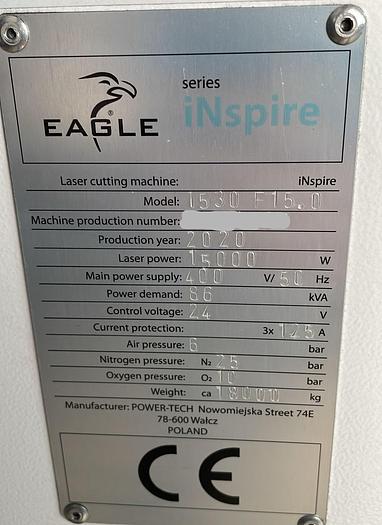 series
iNspire
EAGLE®
Laser cutting machine: iNspire
Model: 1530 F15.0
Machine production number:
Production year: 2020
Laser power: 15000 W
Main power supply: 400 V/ 50 Hz
Power demand: 86 kVA
Control voltage: 24 V
Current protection: 3x 125 A
Air pressure: 6 bar
Nitrogen pressure: N₂ 25 bar
Oxygen pressure: O₂ 10 bar
Weight: ca 18000 kg
Manufacturer: POWER-TECH Nowomiejska Street 74E
78-600 Wałcz
POLAND
CE